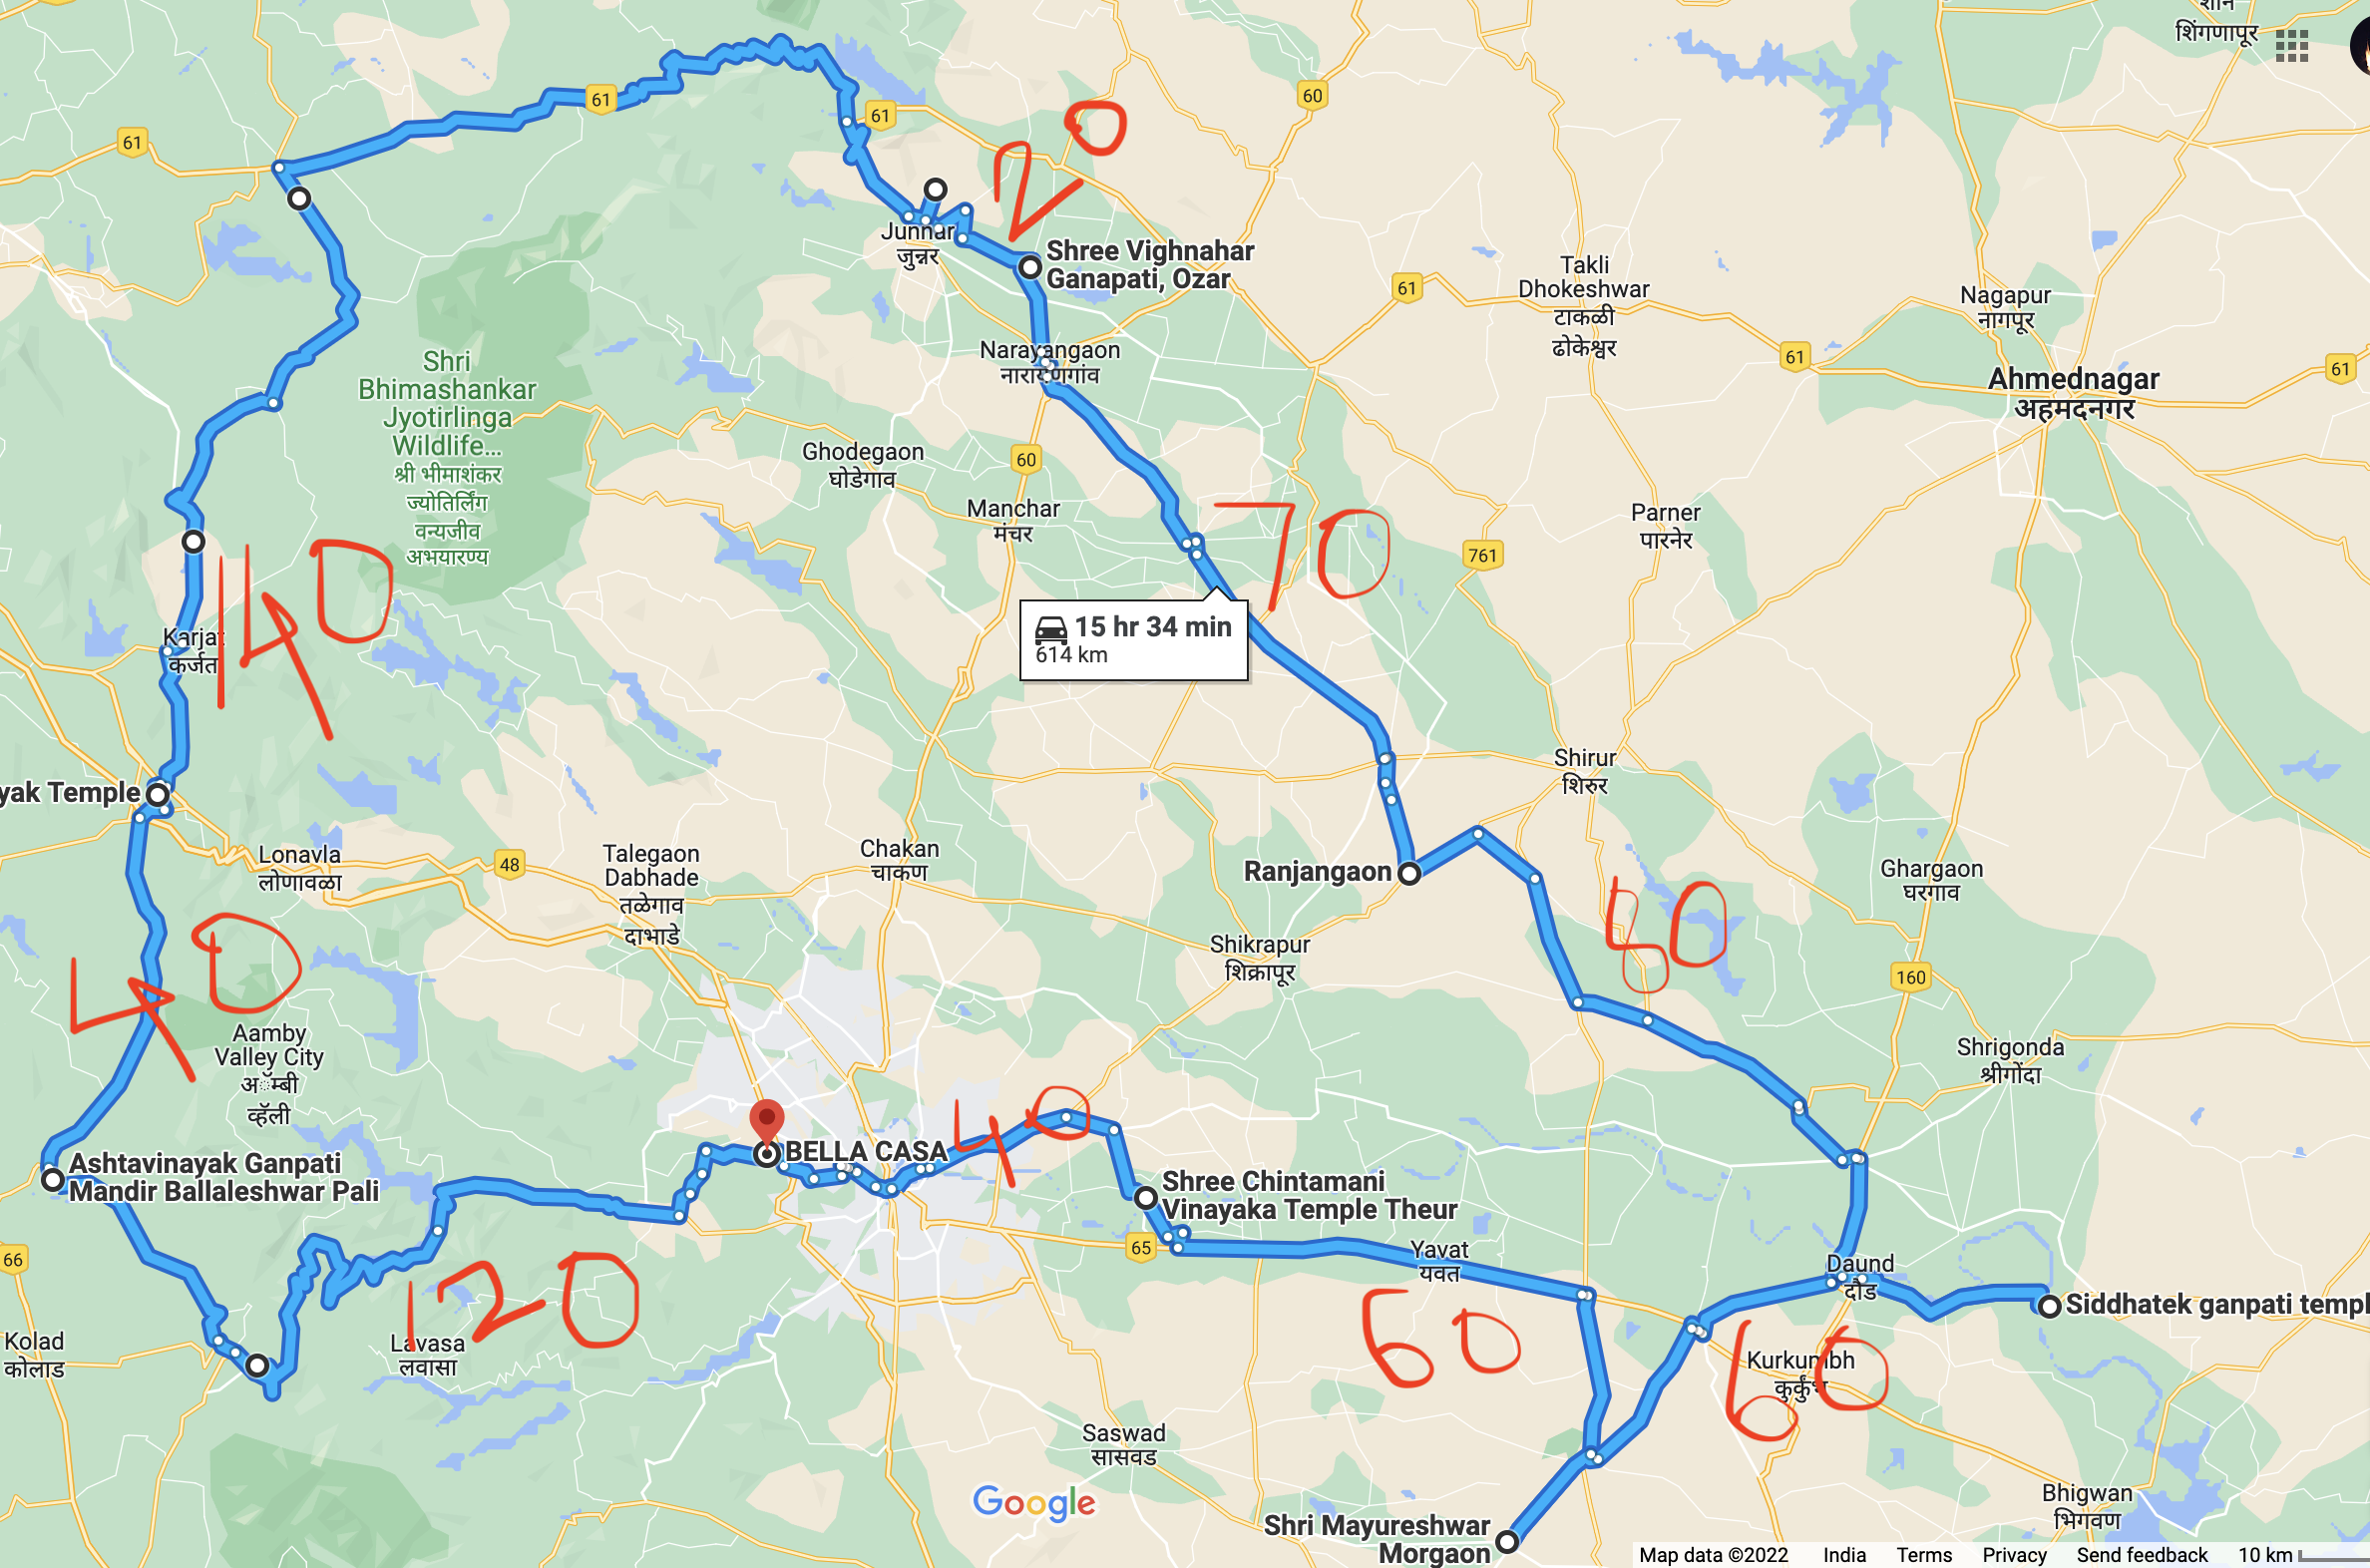 शनि
शिंगणापूर
61
60
61
61
20
Junnar
जुन्नर
Shree Vighnahar
Ganapati, Ozar
Takli
Dhokeshwar
टाकळी
ढोकेश्वर
61
Nagapur
नागपूर
Narayangaon
नारायणगांव
61
61
Ahmednagar
अहमदनगर
Shri
Bhimashankar
Jyotirlinga
Wildlife...
श्री भीमाशंकर
ज्योतिर्लिंग
वन्यजीव
अभयारण्य
Ghodegaon
घोडेगाव
60
Manchar
मंचर
70
761
Parner
पारनेर
140
Karjat
कर्जत
15 hr 34 min
614 km
yak Temple
Shirur
शिरुर
Lonavla
लोणावळा
48
Talegaon
Dabhade
तळेगाव
दाभाडे
Chakan
चाकण
Ranjangaon
80
Ghargaon
घरगाव
Shikrapur
शिक्रापूर
160
40
Aamby
Valley City
अॅम्बी
व्हॅली
Shrigonda
श्रीगोंदा
BELLA CASA
40
Ashtavinayak Ganpati
Mandir Ballaleshwar Pali
Shree Chintamani
Vinayaka Temple Theur
66
65
Yavat
यवत
Daund
दौंड
Siddhatek ganpati templ
120
Kolad
कोलाड
Lavasa
लवासा
60
60
Kurkumbh
कुर्कुंभ
Saswad
सासवड
Google
Shri Mayureshwar
Morgaon
Bhigwan
भिगवण
Map data ©2022 India Terms Privacy Send feedback 10 km